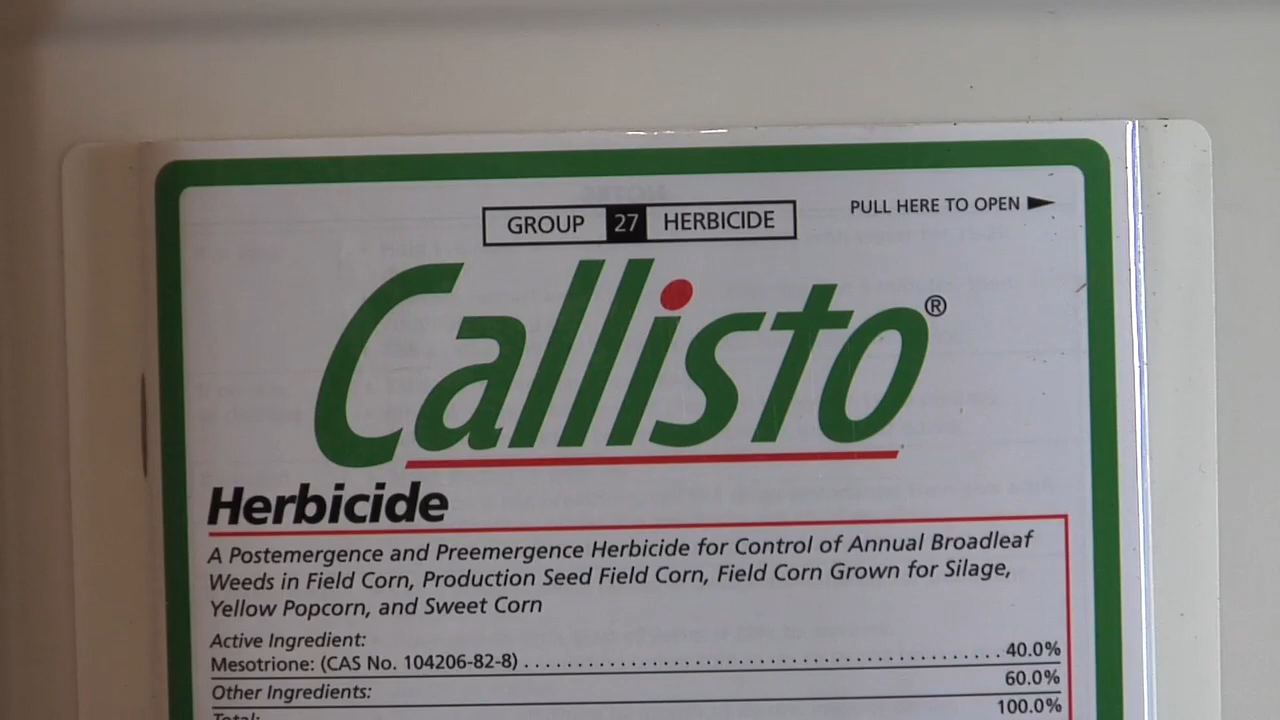 GROUP 27 HERBICIDE
PULL HERE TO OPEN
Callisto®
Herbicide
A Postemergence and Preemergence Herbicide for Control of Annual Broadleaf
Weeds in Field Corn, Production Seed Field Corn, Field Corn Grown for Silage,
Yellow Popcorn, and Sweet Corn
Active Ingredient:
Mesotrione: (CAS No. 104206-82-8) . . . . . . . . . . . . . . . . . . . . . . . . . . . . . . . . . . . . . . . . 40.0%
Other Ingredients: 60.0%
Total: 100.0%